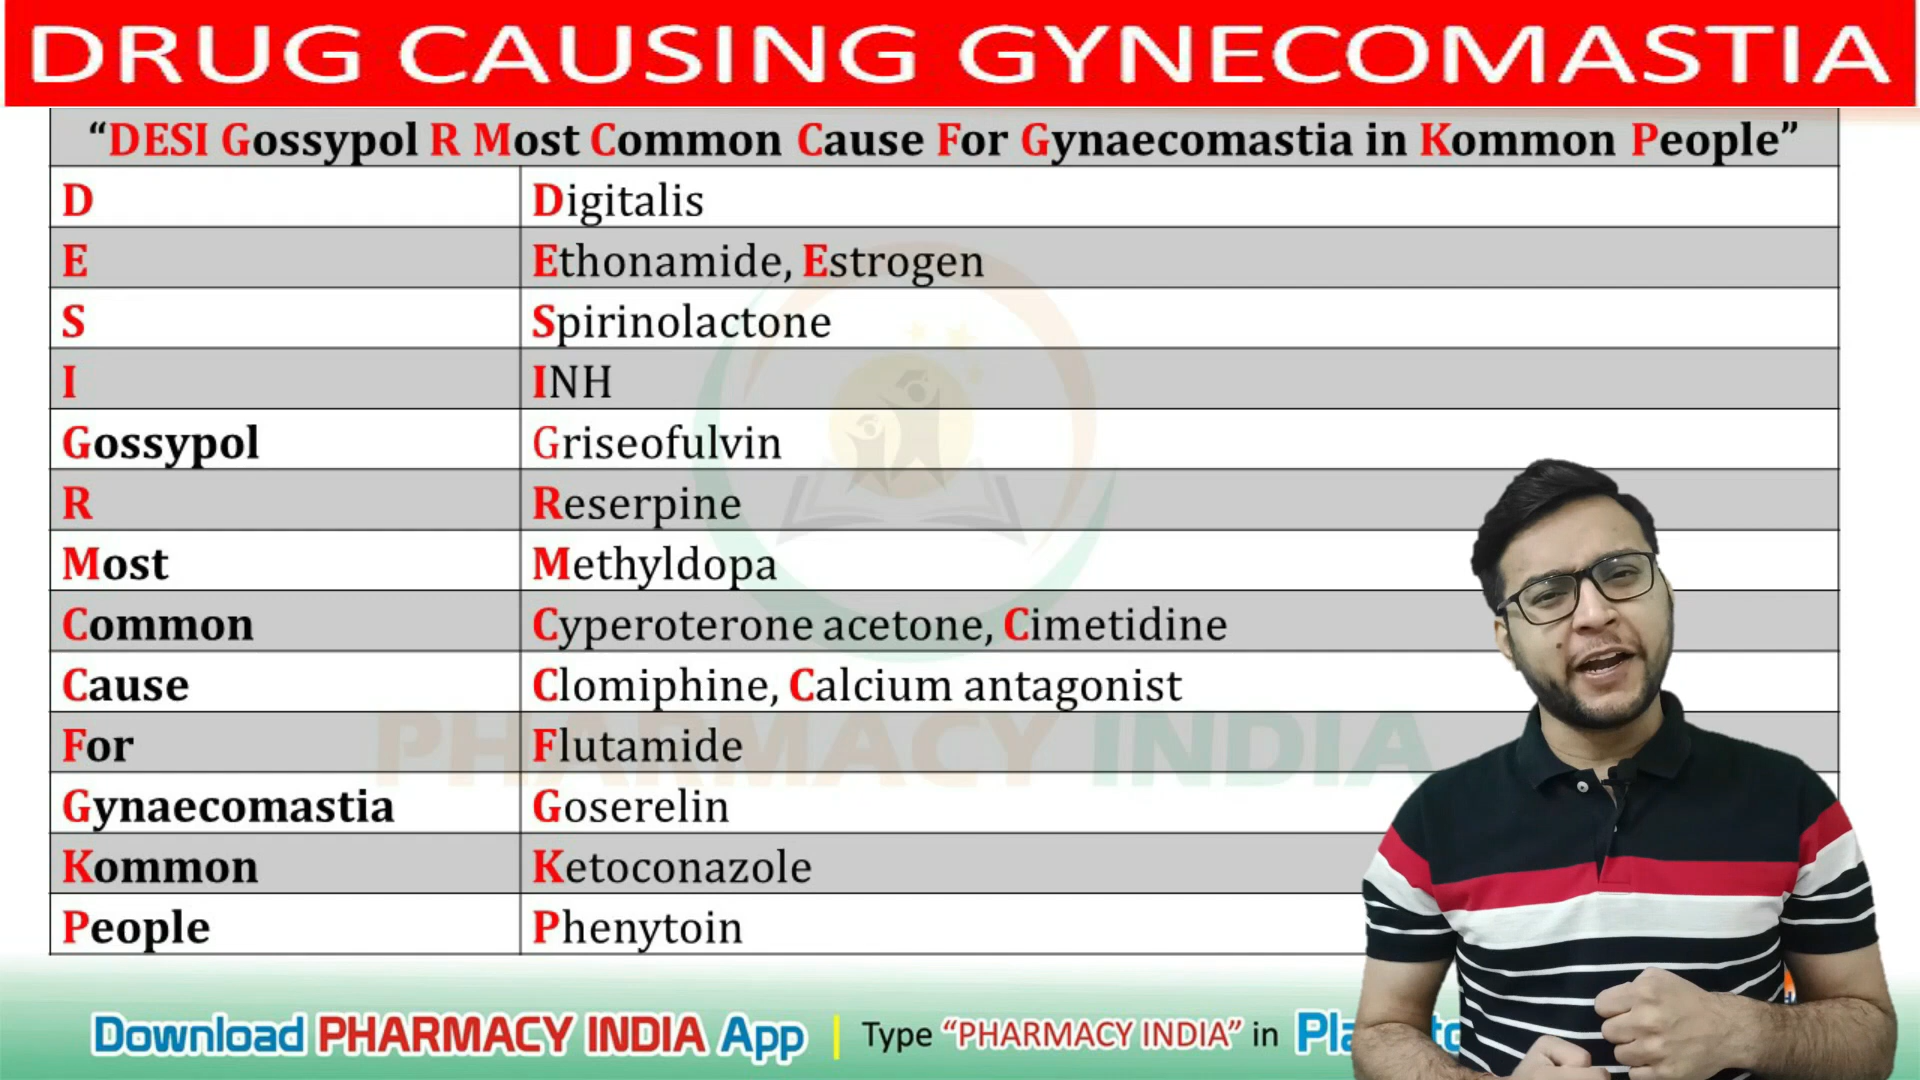 DRUG CAUSING GYNECOMASTIA
“DESI Gossypol R Most Common Cause For Gynaecomastia in Kommon People”
D Digitalis
E Ethonamide, Estrogen
S Spirinolactone
I INH
Gossypol Griseofulvin
R Reserpine
Most Methyldopa
Common Cyperoterone acetone, Cimetidine
Cause Clomiphine, Calcium antagonist
For Flutamide
Gynaecomastia Goserelin
Kommon Ketoconazole
People Phenytoin
PHARMACY INDIA
Download PHARMACY INDIA App | Type “PHARMACY INDIA” in